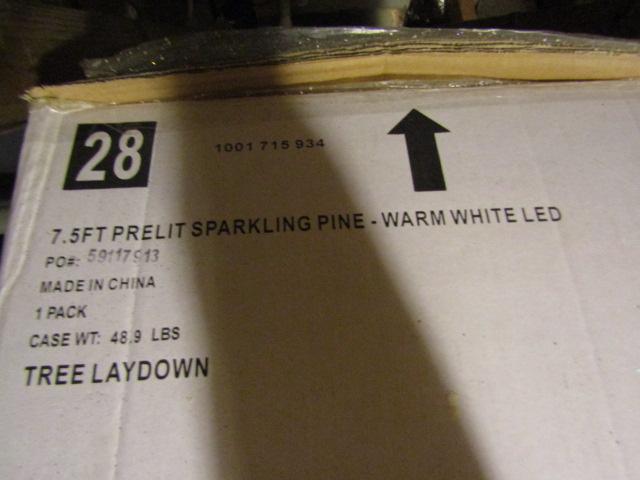 28
1001 715 934
7.5FT PRELIT SPARKLING PINE - WARM WHITE LED
PO#: 59117913
MADE IN CHINA
1 PACK
CASE WT: 48.9 LBS
TREE LAYDOWN